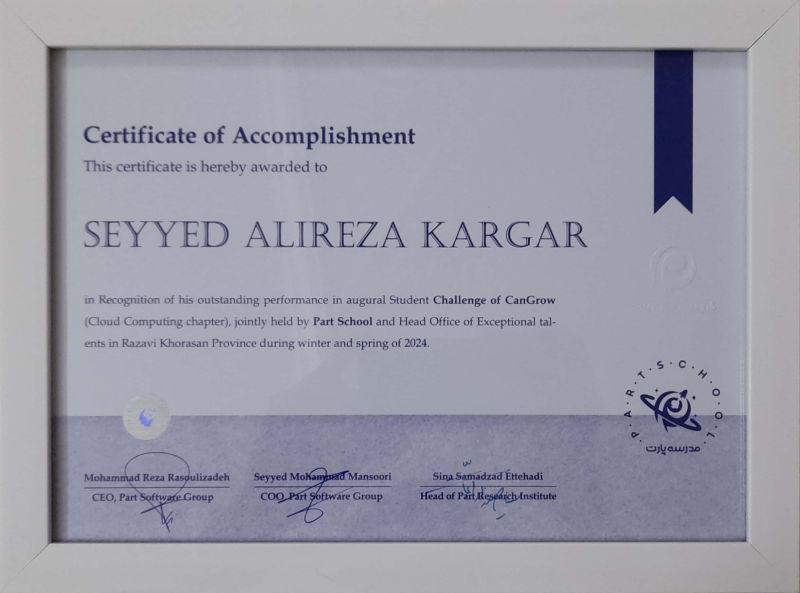 Certificate of Accomplishment
This certificate is hereby awarded to
SEYYED ALIREZA KARGAR
in Recognition of his outstanding performance in augural Student Challenge of CanGrow
(Cloud Computing chapter), jointly held by Part School and Head Office of Exceptional tal-
ents in Razavi Khorasan Province during winter and spring of 2024.
PARTSCHOOL
مدرسه پارت
Mohammad Reza Rasoulizadeh
CEO, Part Software Group
Seyyed Mohammad Mansoori
COO, Part Software Group
Sina Samadzad Ettehadi
Head of Part Research Institute